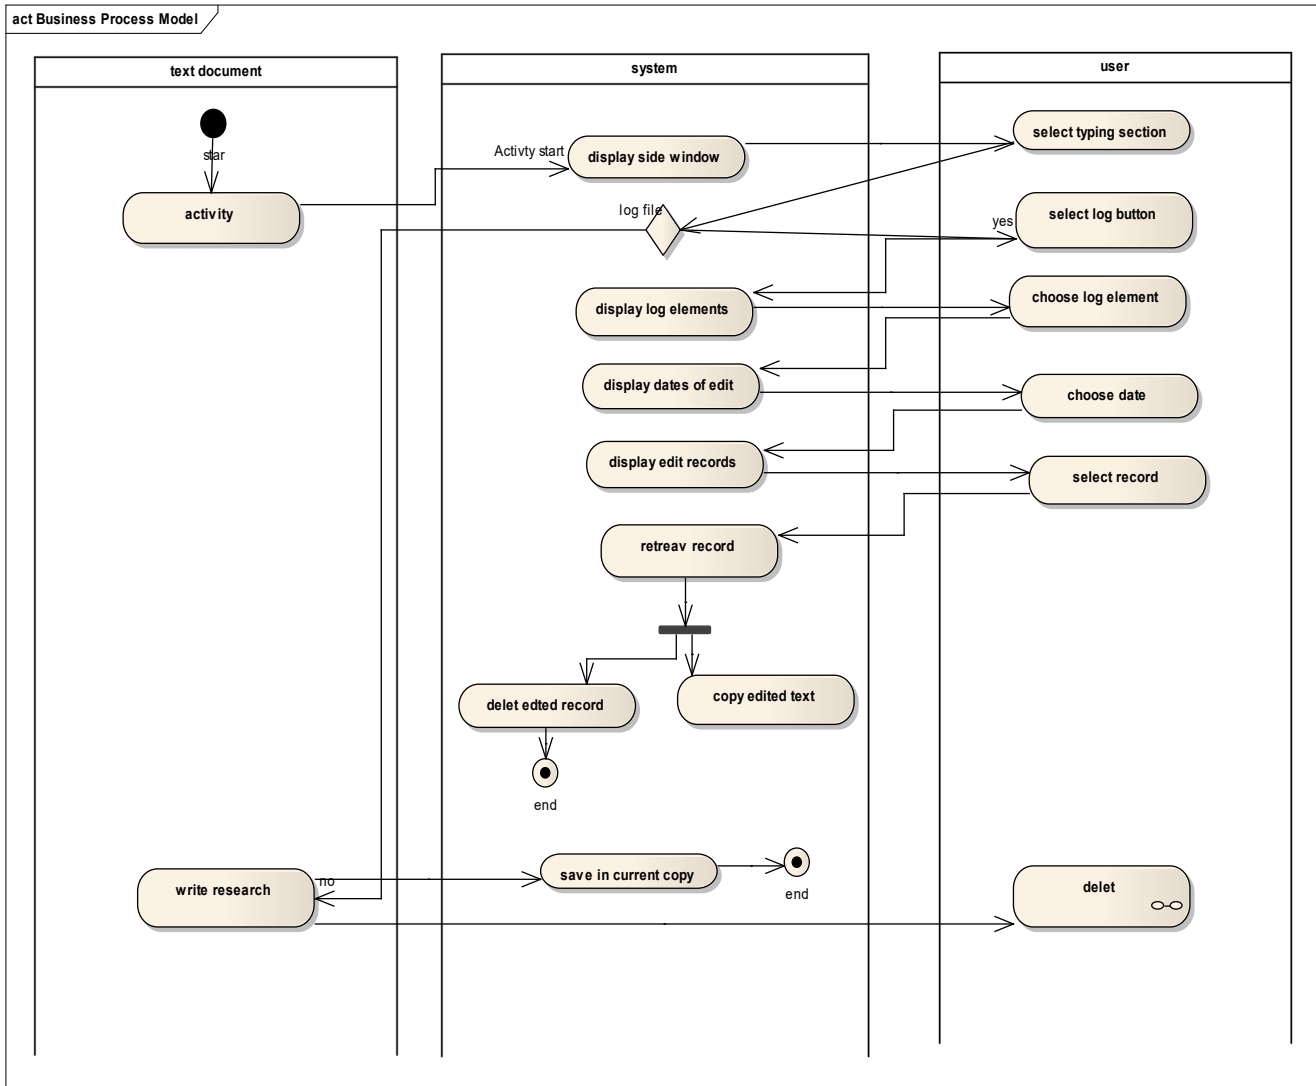 act Business Process Model
text document
system
user
star
activity
Activty start
display side window
select typing section
log file
yes
select log button
display log elements
choose log element
display dates of edit
choose date
display edit records
select record
retreav record
delet edted record
copy edited text
end
write research
no
save in current copy
end
delet